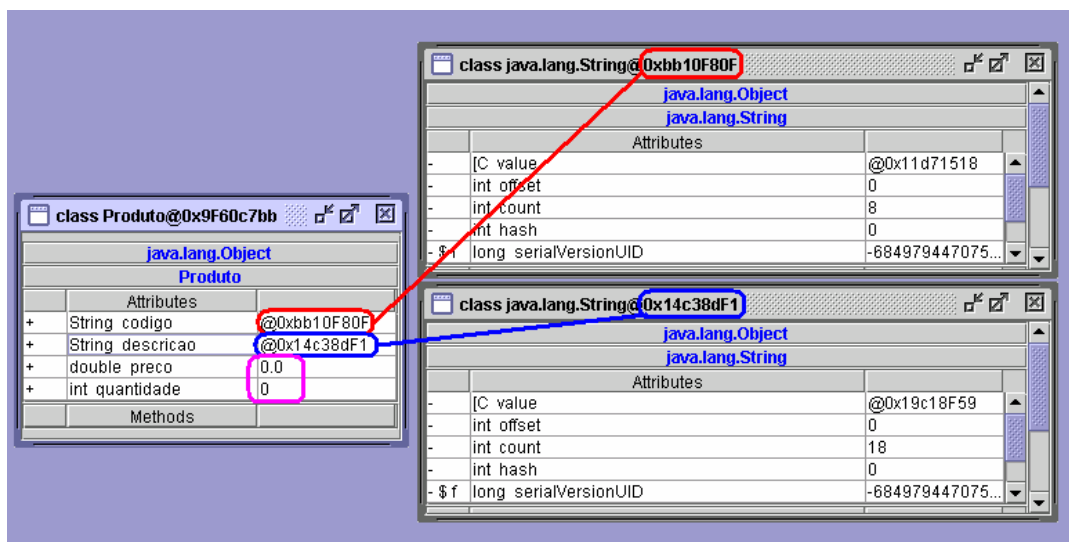 class Produto@0x9F60c7bb
java.lang.Object
Produto
Attributes
+ String codigo @0xbb10F80F
+ String descricao @0x14c38dF1
+ double preco 0.0
+ int quantidade 0
Methods
class java.lang.String@0xbb10F80F
java.lang.Object
java.lang.String
Attributes
- [C value @0x11d71518
- int offset 0
- int count 8
- int hash 0
- $ f long serialVersionUID -684979447075...
class java.lang.String@0x14c38dF1
java.lang.Object
java.lang.String
Attributes
- [C value @0x19c18F59
- int offset 0
- int count 18
- int hash 0
- $ f long serialVersionUID -684979447075...